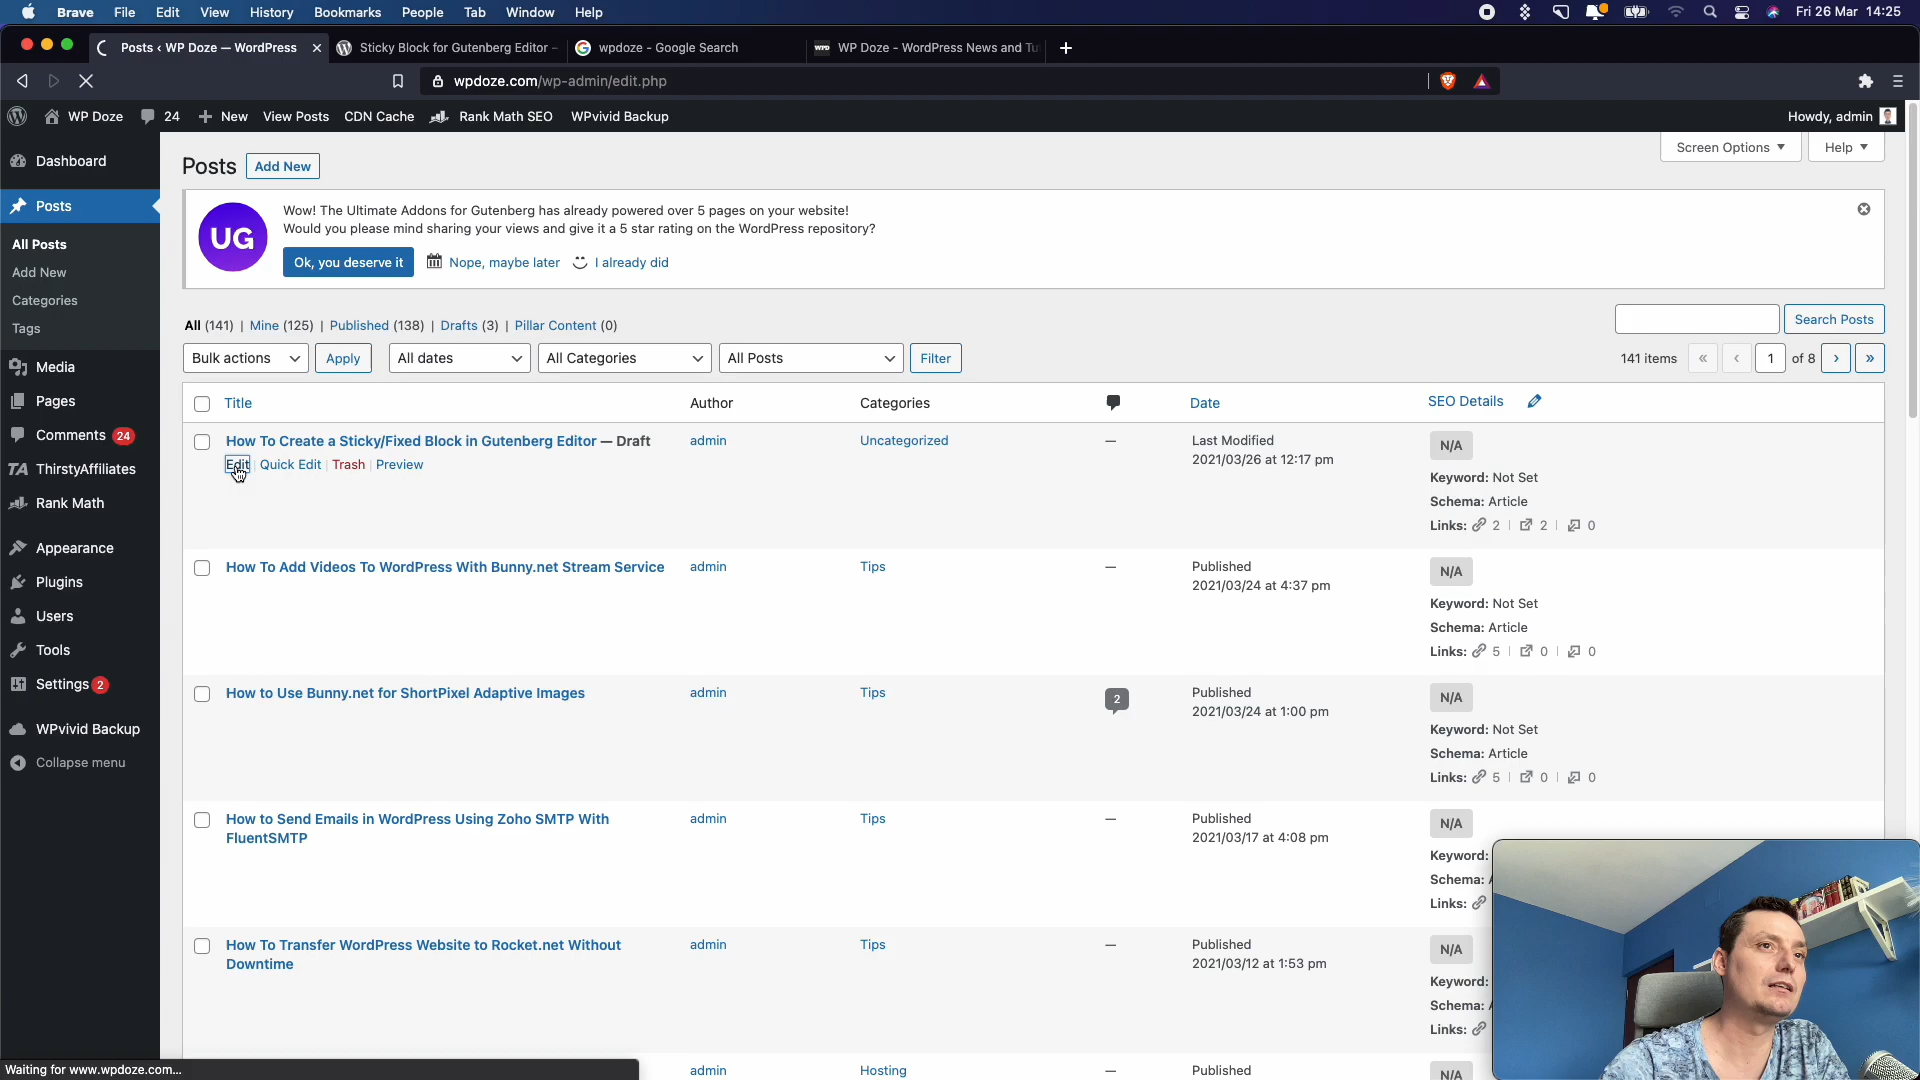 Brave File Edit View History Bookmarks People Tab Window Help Fri 26 Mar 14:25
Posts < WP Doze — WordPress Sticky Block for Gutenberg Editor – wpdoze - Google Search WPD WP Doze - WordPress News and Tu
wpdoze.com/wp-admin/edit.php
WP Doze 24 New View Posts CDN Cache Rank Math SEO WPvivid Backup Howdy, admin
Screen Options Help
Dashboard
Posts
All Posts
Add New
Categories
Tags
Media
Pages
Comments 24
TA ThirstyAffiliates
Rank Math
Appearance
Plugins
Users
Tools
Settings 2
WPvivid Backup
Collapse menu
Posts Add New
UG
Wow! The Ultimate Addons for Gutenberg has already powered over 5 pages on your website!
Would you please mind sharing your views and give it a 5 star rating on the WordPress repository?
Ok, you deserve it Nope, maybe later I already did
All (141) | Mine (125) | Published (138) | Drafts (3) | Pillar Content (0)
Search Posts
Bulk actions Apply All dates All Categories All Posts Filter 141 items « ‹ 1 of 8 › »
Title Author Categories Date SEO Details
How To Create a Sticky/Fixed Block in Gutenberg Editor — Draft admin Uncategorized — Last Modified N/A
Edit | Quick Edit | Trash | Preview 2021/03/26 at 12:17 pm
Keyword: Not Set
Schema: Article
Links: 2 | 2 | 0
How To Add Videos To WordPress With Bunny.net Stream Service admin Tips — Published N/A
2021/03/24 at 4:37 pm
Keyword: Not Set
Schema: Article
Links: 5 | 0 | 0
How to Use Bunny.net for ShortPixel Adaptive Images admin Tips 2 Published N/A
2021/03/24 at 1:00 pm
Keyword: Not Set
Schema: Article
Links: 5 | 0 | 0
How to Send Emails in WordPress Using Zoho SMTP With admin Tips — Published N/A
FluentSMTP 2021/03/17 at 4:08 pm
Keyword:
Schema:
Links:
How To Transfer WordPress Website to Rocket.net Without admin Tips — Published N/A
Downtime 2021/03/12 at 1:53 pm
Keyword:
Schema:
Links:
admin Hosting — Published N/A
Waiting for www.wpdoze.com...